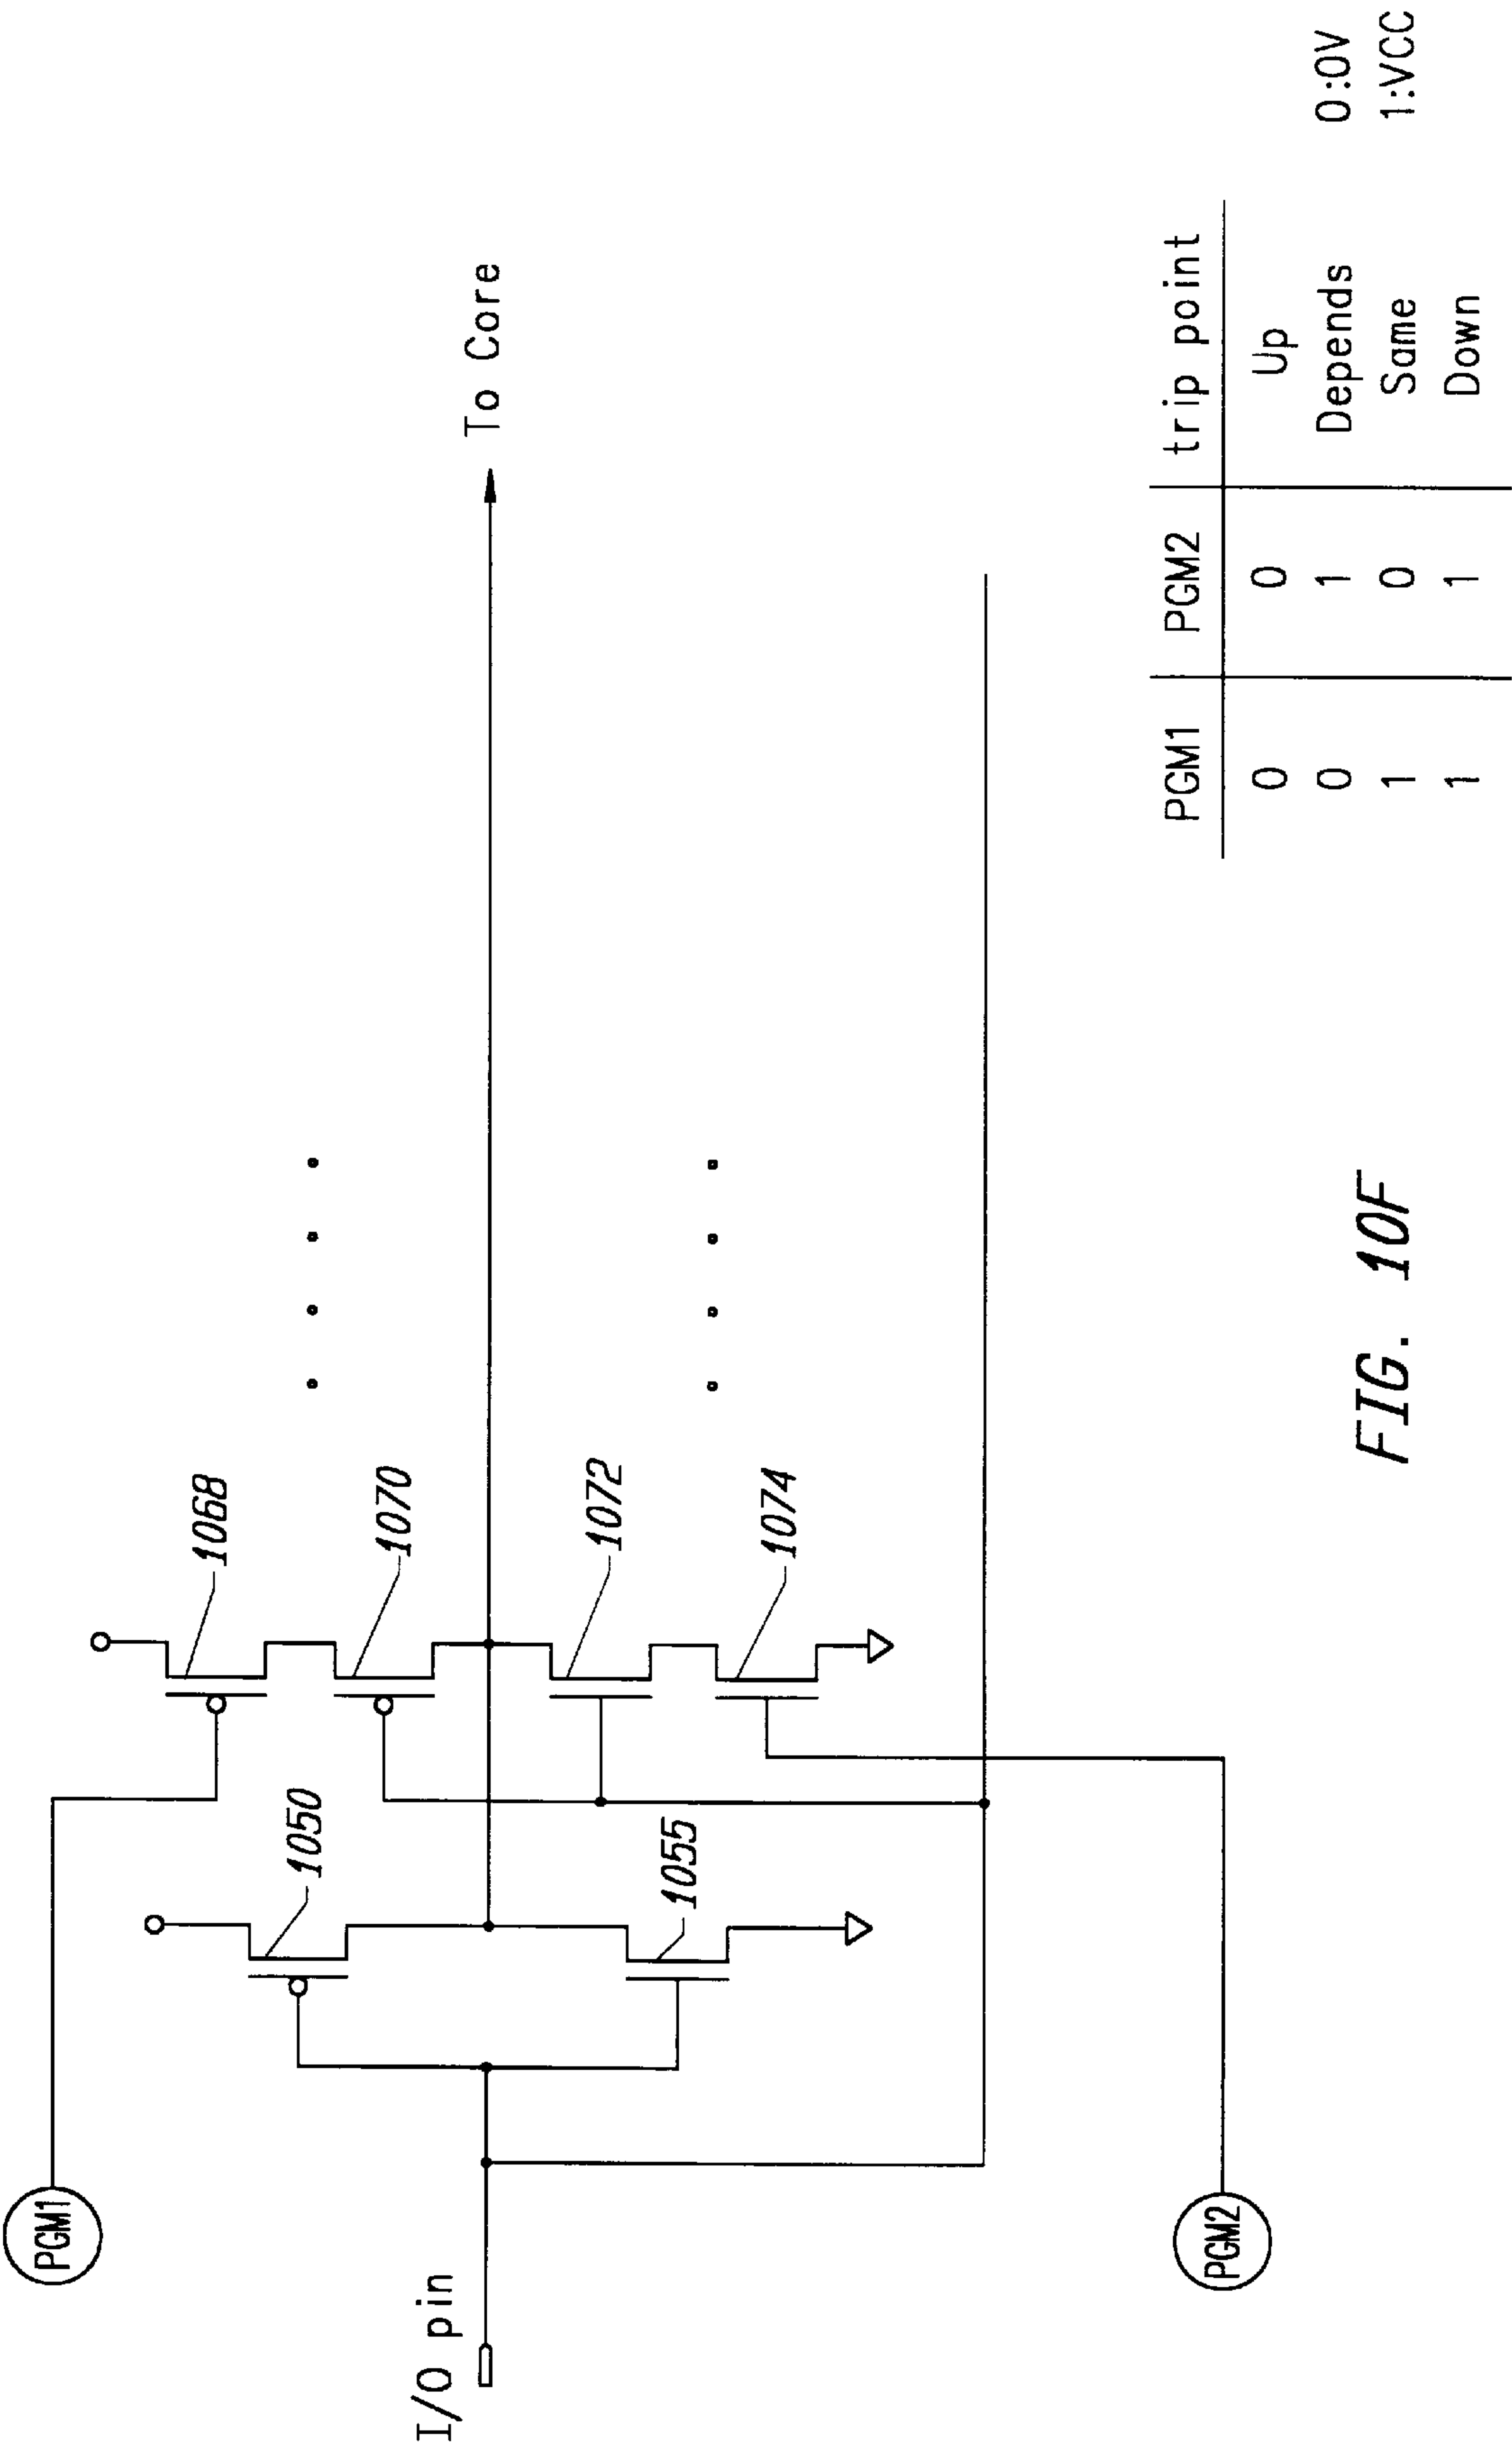 PGM1
1068
1050
1070
I/O pin
To Core
1072
1055
1074
PGM2
PGM1 PGM2 trip point
0 0 Up
0 1 Depends 0:0V
1 0 Same 1:VCC
1 1 Down
FIG. 10F